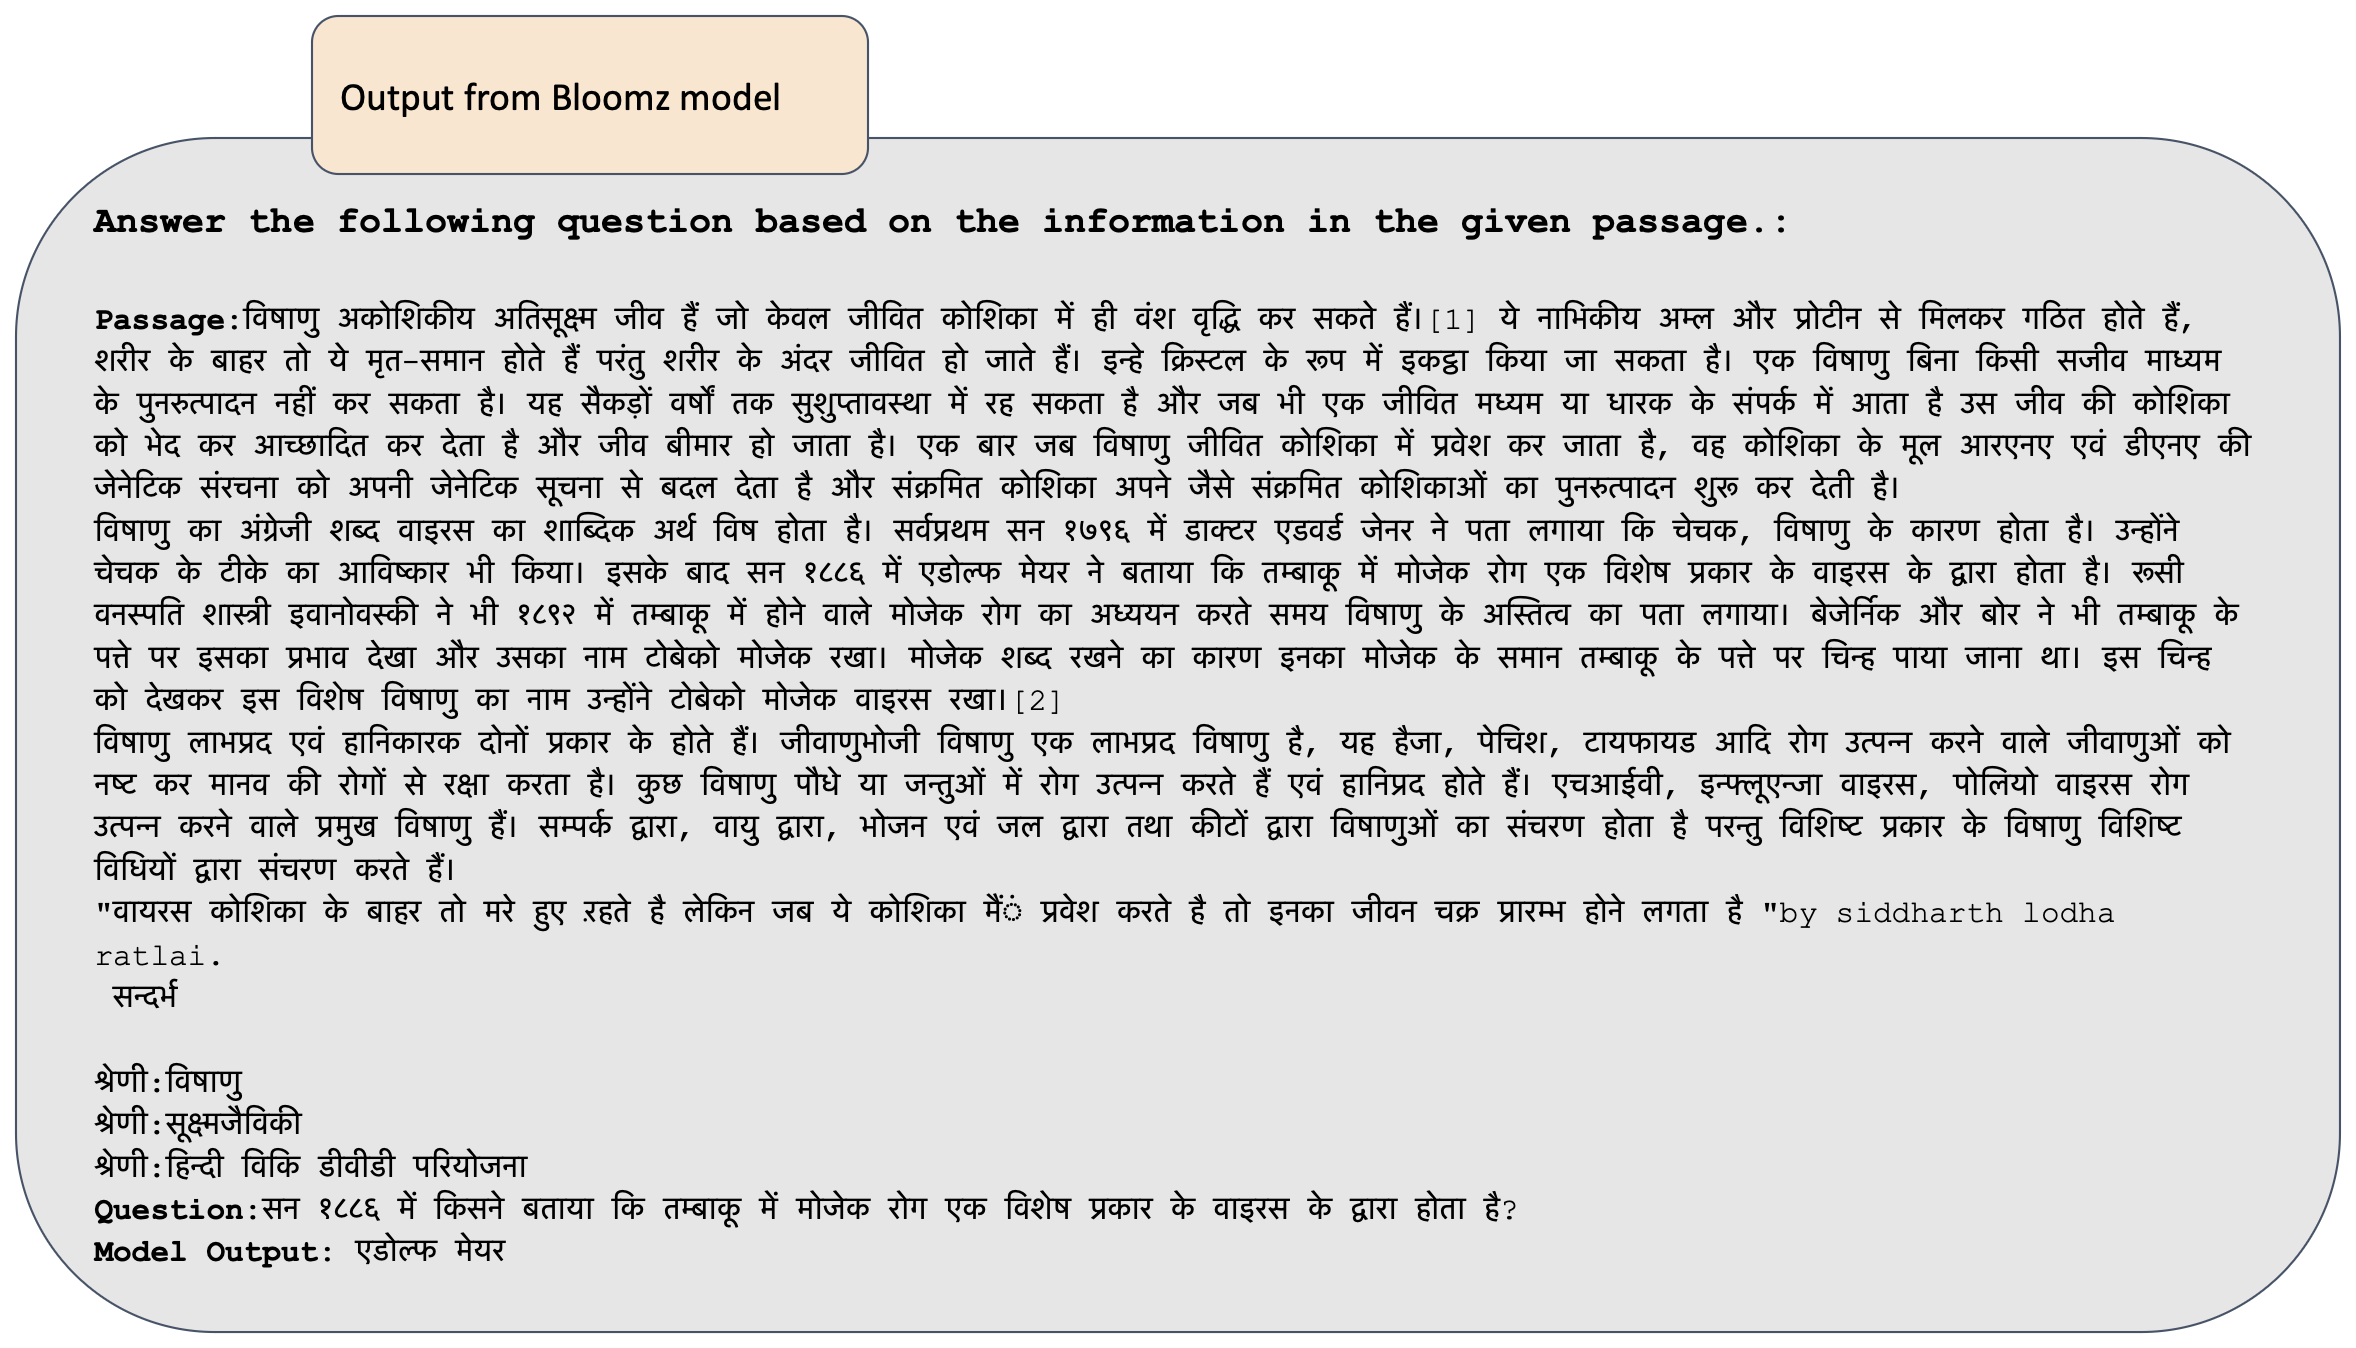 Output from Bloomz model
Answer the following question based on the information in the given passage.:
Passage:विषाणु अकोशिकीय अतिसूक्ष्म जीव हैं जो केवल जीवित कोशिका में ही वंश वृद्धि कर सकते हैं।[1] ये नाभिकीय अम्ल और प्रोटीन से मिलकर गठित होते हैं,
शरीर के बाहर तो ये मृत-समान होते हैं परंतु शरीर के अंदर जीवित हो जाते हैं। इन्हे क्रिस्टल के रूप में इकट्ठा किया जा सकता है। एक विषाणु बिना किसी सजीव माध्यम
के पुनरुत्पादन नहीं कर सकता है। यह सैकड़ों वर्षों तक सुशुप्तावस्था में रह सकता है और जब भी एक जीवित मध्यम या धारक के संपर्क में आता है उस जीव की कोशिका
को भेद कर आच्छादित कर देता है और जीव बीमार हो जाता है। एक बार जब विषाणु जीवित कोशिका में प्रवेश कर जाता है, वह कोशिका के मूल आरएनए एवं डीएनए की
जेनेटिक संरचना को अपनी जेनेटिक सूचना से बदल देता है और संक्रमित कोशिका अपने जैसे संक्रमित कोशिकाओं का पुनरुत्पादन शुरू कर देती है।
विषाणु का अंग्रेजी शब्द वाइरस का शाब्दिक अर्थ विष होता है। सर्वप्रथम सन १७९६ में डाक्टर एडवर्ड जेनर ने पता लगाया कि चेचक, विषाणु के कारण होता है। उन्होंने
चेचक के टीके का आविष्कार भी किया। इसके बाद सन १८८६ में एडोल्फ मेयर ने बताया कि तम्बाकू में मोजेक रोग एक विशेष प्रकार के वाइरस के द्वारा होता है। रूसी
वनस्पति शास्त्री इवानोवस्की ने भी १८९२ में तम्बाकू में होने वाले मोजेक रोग का अध्ययन करते समय विषाणु के अस्तित्व का पता लगाया। बेजेर्निक और बोर ने भी तम्बाकू के
पत्ते पर इसका प्रभाव देखा और उसका नाम टोबेको मोजेक रखा। मोजेक शब्द रखने का कारण इनका मोजेक के समान तम्बाकू के पत्ते पर चिन्ह पाया जाना था। इस चिन्ह
को देखकर इस विशेष विषाणु का नाम उन्होंने टोबेको मोजेक वाइरस रखा।[2]
विषाणु लाभप्रद एवं हानिकारक दोनों प्रकार के होते हैं। जीवाणुभोजी विषाणु एक लाभप्रद विषाणु है, यह हैजा, पेचिश, टायफायड आदि रोग उत्पन्न करने वाले जीवाणुओं को
नष्ट कर मानव की रोगों से रक्षा करता है। कुछ विषाणु पौधे या जन्तुओं में रोग उत्पन्न करते हैं एवं हानिप्रद होते हैं। एचआईवी, इन्फ्लूएन्जा वाइरस, पोलियो वाइरस रोग
उत्पन्न करने वाले प्रमुख विषाणु हैं। सम्पर्क द्वारा, वायु द्वारा, भोजन एवं जल द्वारा तथा कीटों द्वारा विषाणुओं का संचरण होता है परन्तु विशिष्ट प्रकार के विषाणु विशिष्ट
विधियों द्वारा संचरण करते हैं।
"वायरस कोशिका के बाहर तो मरे हुए ऱहते है लेकिन जब ये कोशिका मैंं प्रवेश करते है तो इनका जीवन चक्र प्रारम्भ होने लगता है "by siddharth lodha
ratlai.
सन्दर्भ
श्रेणी:विषाणु
श्रेणी:सूक्ष्मजैविकी
श्रेणी:हिन्दी विकि डीवीडी परियोजना
Question:सन १८८६ में किसने बताया कि तम्बाकू में मोजेक रोग एक विशेष प्रकार के वाइरस के द्वारा होता है?
Model Output: एडोल्फ मेयर